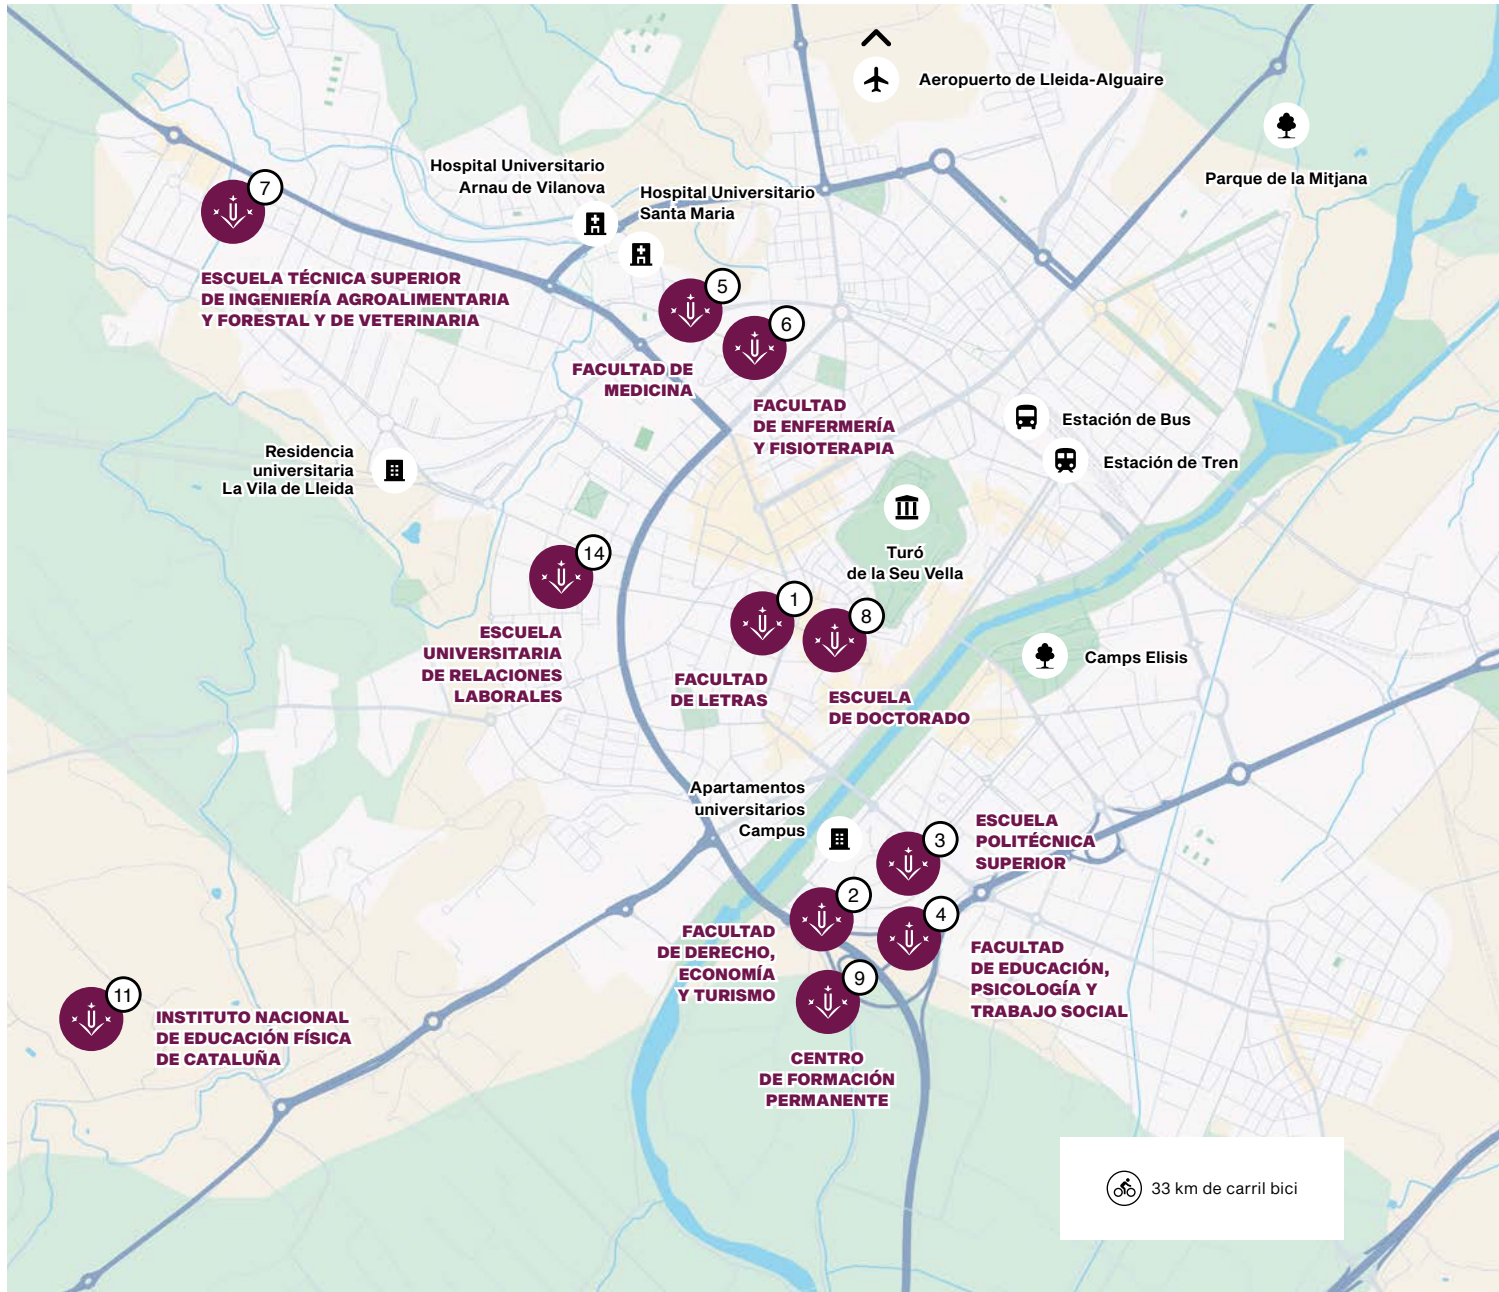 Aeropuerto de Lleida-Alguaire
Parque de la Mitjana
Hospital Universitario
Arnau de Vilanova
Hospital Universitario
Santa Maria
7
ESCUELA TÉCNICA SUPERIOR
DE INGENIERÍA AGROALIMENTARIA
Y FORESTAL Y DE VETERINARIA
5
FACULTAD DE
MEDICINA
6
FACULTAD
DE ENFERMERÍA
Y FISIOTERAPIA
Estación de Bus
Estación de Tren
Residencia
universitaria
La Vila de Lleida
Turó
de la Seu Vella
14
ESCUELA
UNIVERSITARIA
DE RELACIONES
LABORALES
1
FACULTAD
DE LETRAS
8
ESCUELA
DE DOCTORADO
Camps Elisis
Apartamentos
universitarios
Campus
3
ESCUELA
POLITÉCNICA
SUPERIOR
2
FACULTAD
DE DERECHO,
ECONOMÍA
Y TURISMO
4
FACULTAD
DE EDUCACIÓN,
PSICOLOGÍA Y
TRABAJO SOCIAL
9
CENTRO
DE FORMACIÓN
PERMANENTE
11
INSTITUTO NACIONAL
DE EDUCACIÓN FÍSICA
DE CATALUÑA
33 km de carril bici